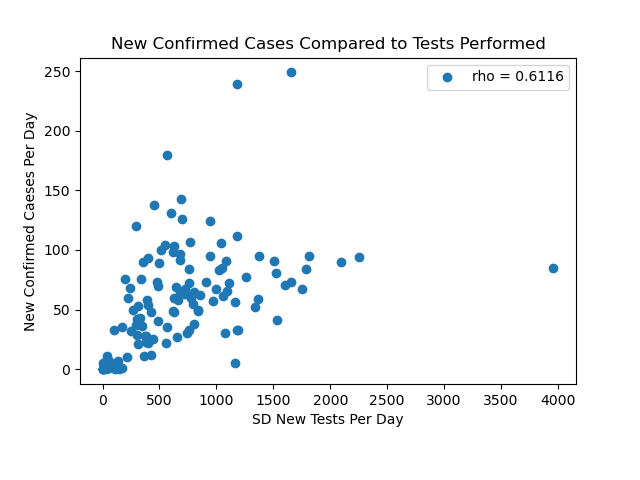 New Confirmed Cases Compared to Tests Performed
rho = 0.6116
New Confirmed Caeses Per Day
250
200
150
100
50
0
0 500 1000 1500 2000 2500 3000 3500 4000
SD New Tests Per Day